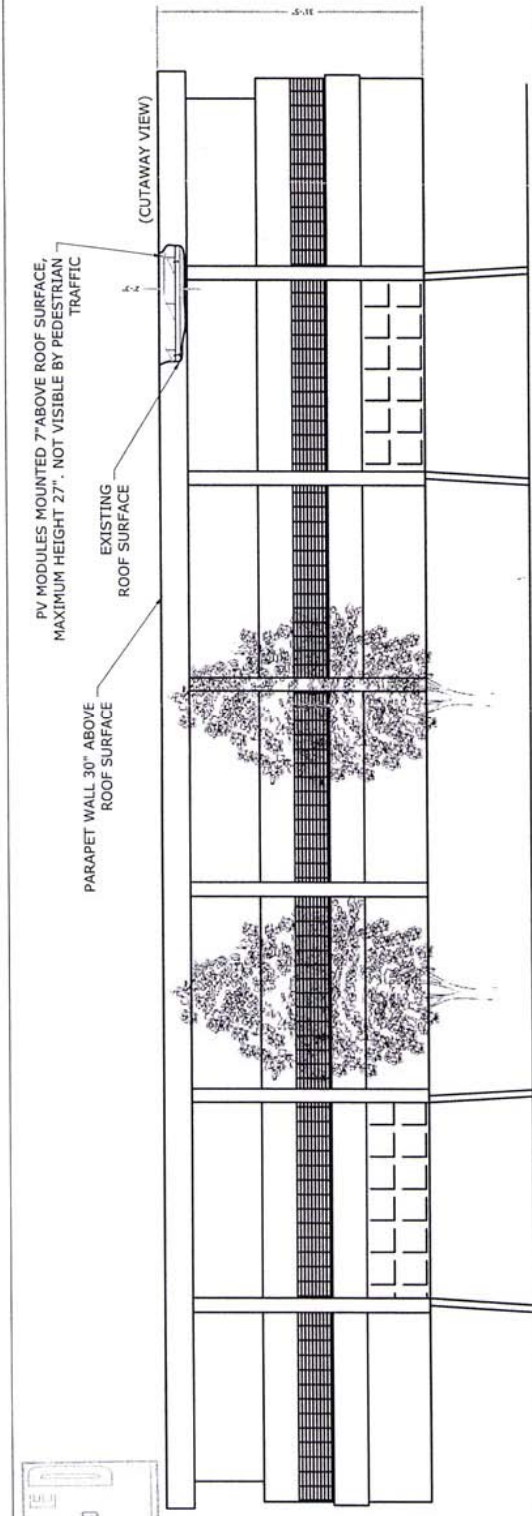 PV MODULES MOUNTED 7"ABOVE ROOF SURFACE,
MAXIMUM HEIGHT 27". NOT VISIBLE BY PEDESTRIAN
TRAFFIC
(CUTAWAY VIEW)
EXISTING
ROOF SURFACE
PARAPET WALL 30" ABOVE
ROOF SURFACE